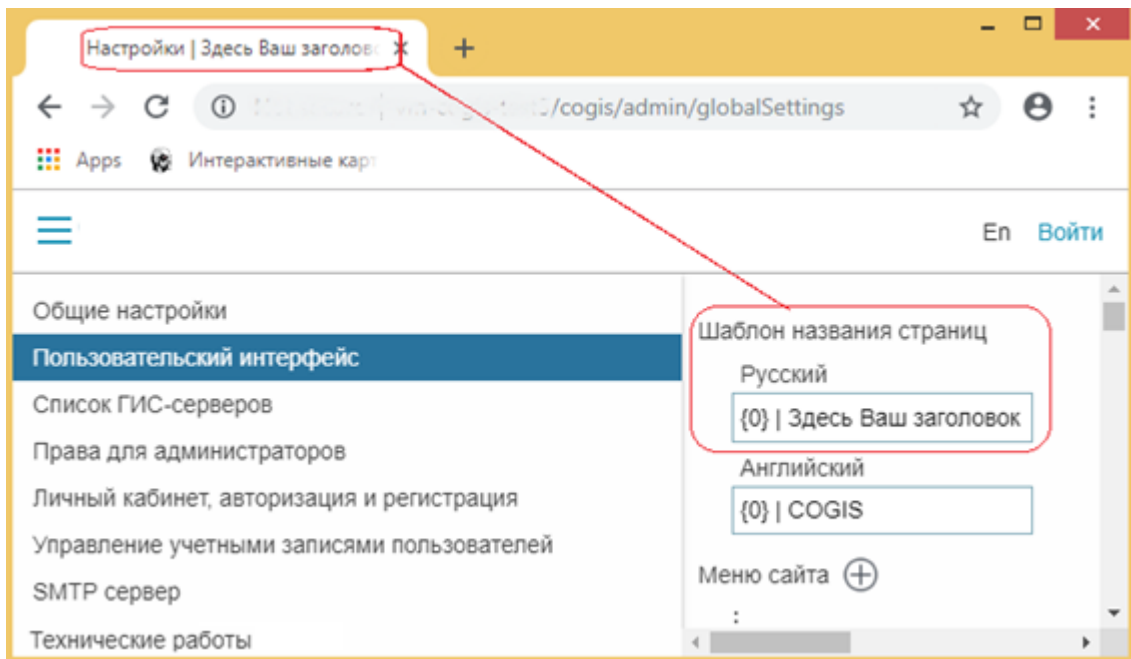 Настройки | Здесь Ваш заголово
/cogis/admin/globalSettings
Apps Интерактивные кар
En Войти
Общие настройки
Пользовательский интерфейс
Список ГИС-серверов
Права для администраторов
Личный кабинет, авторизация и регистрация
Управление учетными записями пользователей
SMTP сервер
Технические работы
Шаблон названия страниц
Русский
{0} | Здесь Ваш заголовок
Английский
{0} | COGIS
Меню сайта